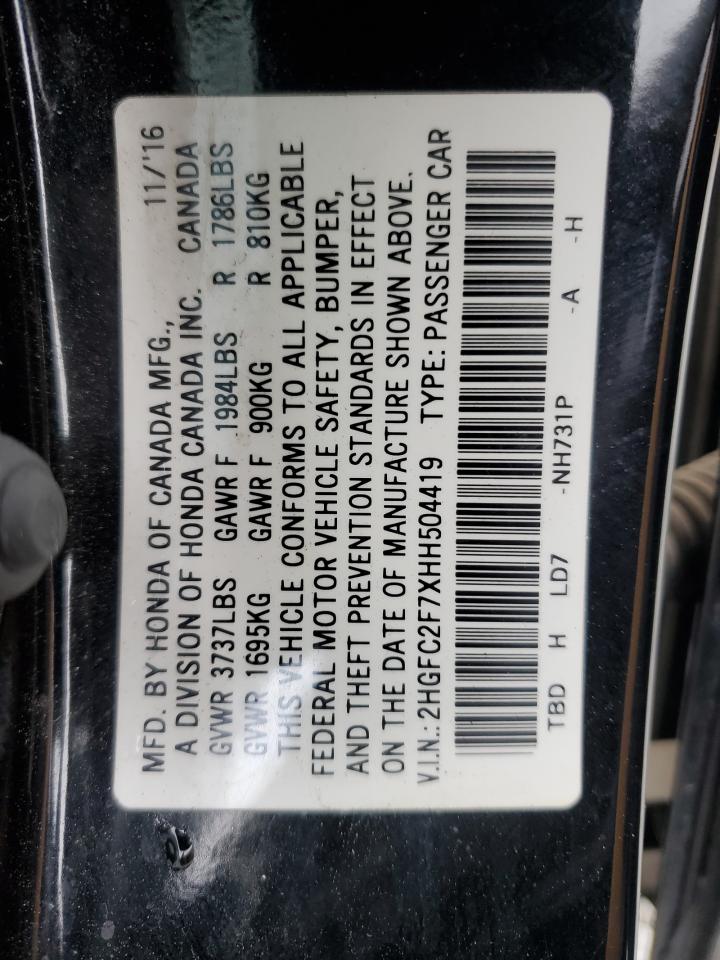 MFD. BY HONDA OF CANADA MFG., 11/'16
A DIVISION OF HONDA CANADA INC. CANADA
GVWR 3737LBS GAWR F 1984LBS R 1786LBS
GVWR 1695KG GAWR F 900KG R 810KG
THIS VEHICLE CONFORMS TO ALL APPLICABLE
FEDERAL MOTOR VEHICLE SAFETY, BUMPER,
AND THEFT PREVENTION STANDARDS IN EFFECT
ON THE DATE OF MANUFACTURE SHOWN ABOVE.
V.I.N.: 2HGFC2F7XHH504419 TYPE: PASSENGER CAR
TBD H LD7 -NH731P -A -H